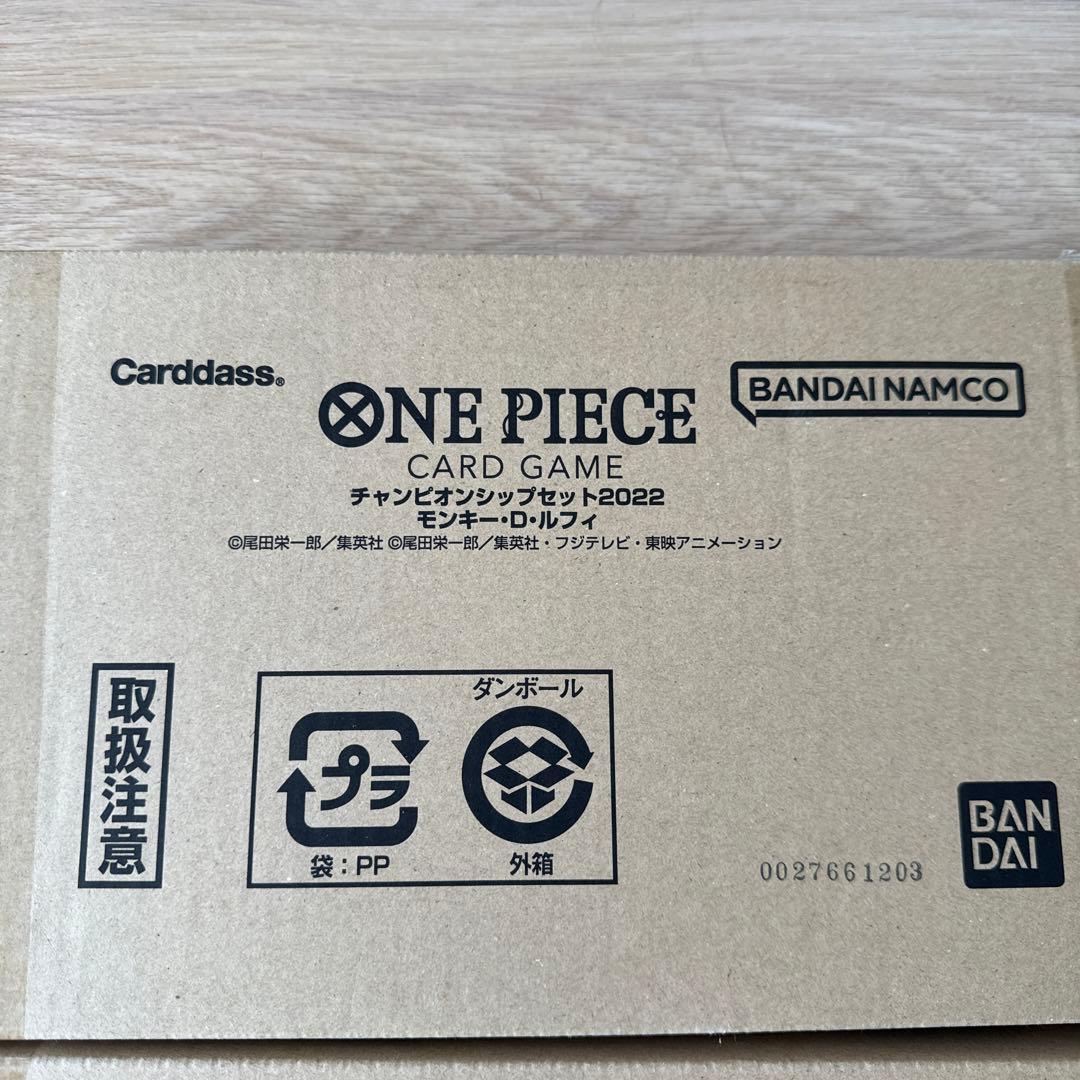 Carddass®
BANDAI NAMCO
ONE PIECE
CARD GAME
チャンピオンシップセット2022
モンキー・D・ルフィ
©尾田栄一郎／集英社 ©尾田栄一郎／集英社・フジテレビ・東映アニメーション
取扱注意
ダンボール
プラ
袋：PP
外箱
0027661203
BAN
DAI